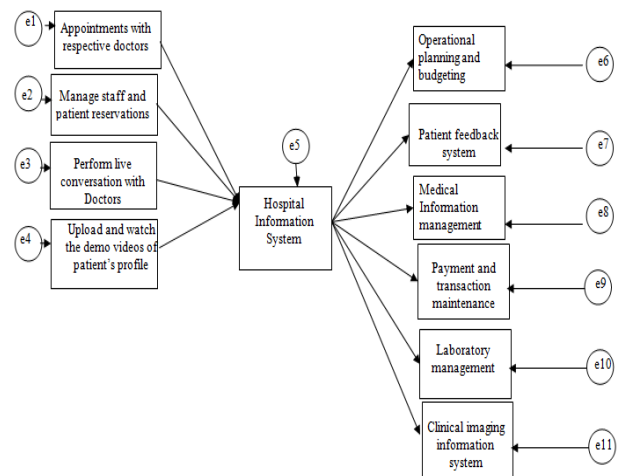 e1
Appointments with
respective doctors
e2
Manage staff and
patient reservations
e3
Perform live
conversation with
Doctors
e4
Upload and watch
the demo videos of
patient's profile
e5
Hospital
Information
System
Operational
planning and
budgeting
e6
Patient feedback
system
e7
Medical
Information
management
e8
Payment and
transaction
maintenance
e9
Laboratory
management
e10
Clinical imaging
information
system
e11